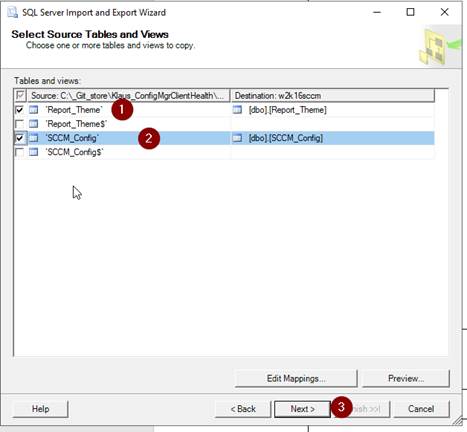 SQL Server Import and Export Wizard
Select Source Tables and Views
Choose one or more tables and views to copy.
Tables and views:
Source: C:\_Git_store\Klaus_ConfigMgrClientHealth\... Destination: w2k16sccm
`Report_Theme` 1 [dbo].[Report_Theme]
`Report_Theme$`
`SCCM_Config` 2 [dbo].[SCCM_Config]
`SCCM_Config$`
Edit Mappings... Preview...
Help < Back Next > 3 Cancel